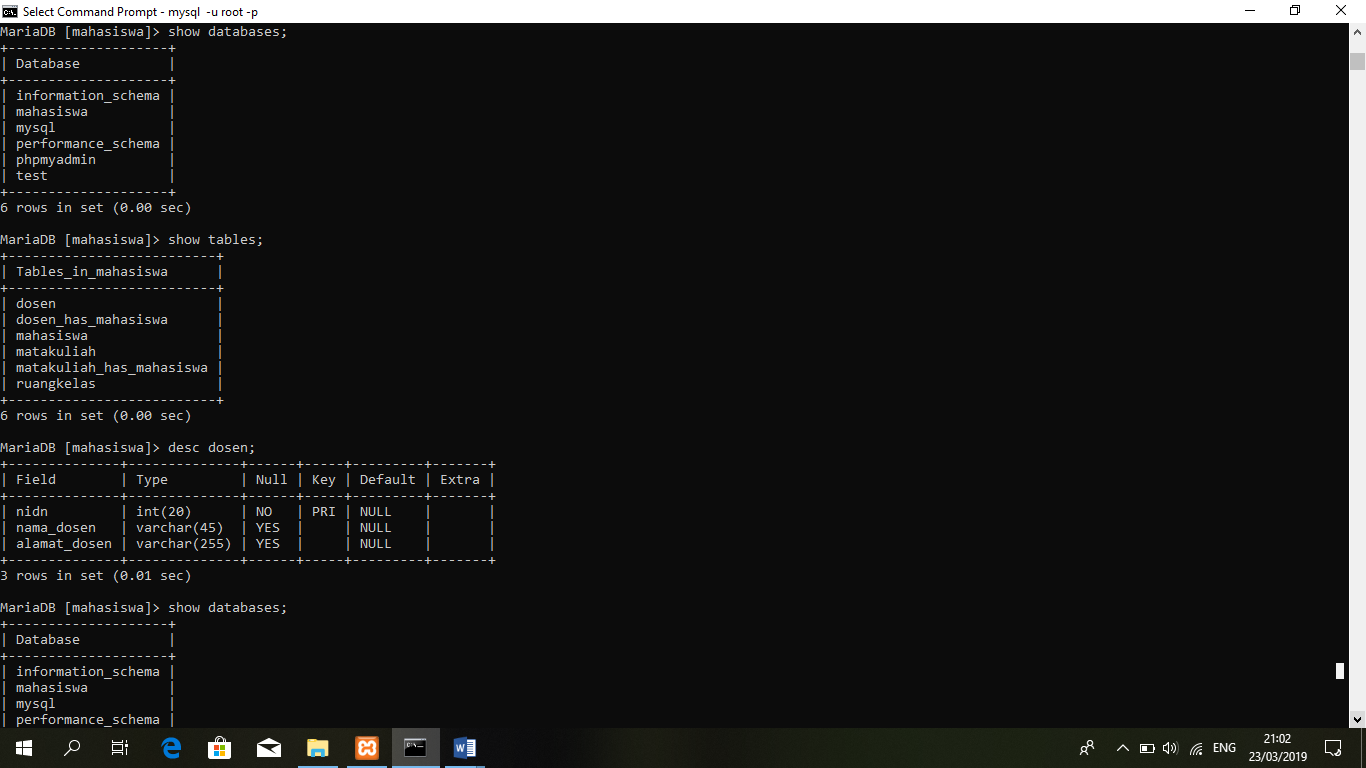 Select Command Prompt - mysql  -u root -p
MariaDB [mahasiswa]> show databases;
+--------------------+
| Database           |
+--------------------+
| information_schema |
| mahasiswa          |
| mysql              |
| performance_schema |
| phpmyadmin         |
| test               |
+--------------------+
6 rows in set (0.00 sec)
MariaDB [mahasiswa]> show tables;
+--------------------------+
| Tables_in_mahasiswa      |
+--------------------------+
| dosen                    |
| dosen_has_mahasiswa      |
| mahasiswa                |
| matakuliah               |
| matakuliah_has_mahasiswa |
| ruangkelas               |
+--------------------------+
6 rows in set (0.00 sec)
MariaDB [mahasiswa]> desc dosen;
+--------------+--------------+------+-----+---------+-------+
| Field        | Type         | Null | Key | Default | Extra |
+--------------+--------------+------+-----+---------+-------+
| nidn         | int(20)      | NO   | PRI | NULL    |       |
| nama_dosen   | varchar(45)  | YES  |     | NULL    |       |
| alamat_dosen | varchar(255) | YES  |     | NULL    |       |
+--------------+--------------+------+-----+---------+-------+
3 rows in set (0.01 sec)
MariaDB [mahasiswa]> show databases;
+--------------------+
| Database           |
+--------------------+
| information_schema |
| mahasiswa          |
| mysql              |
| performance_schema |
ENG
21:02
23/03/2019